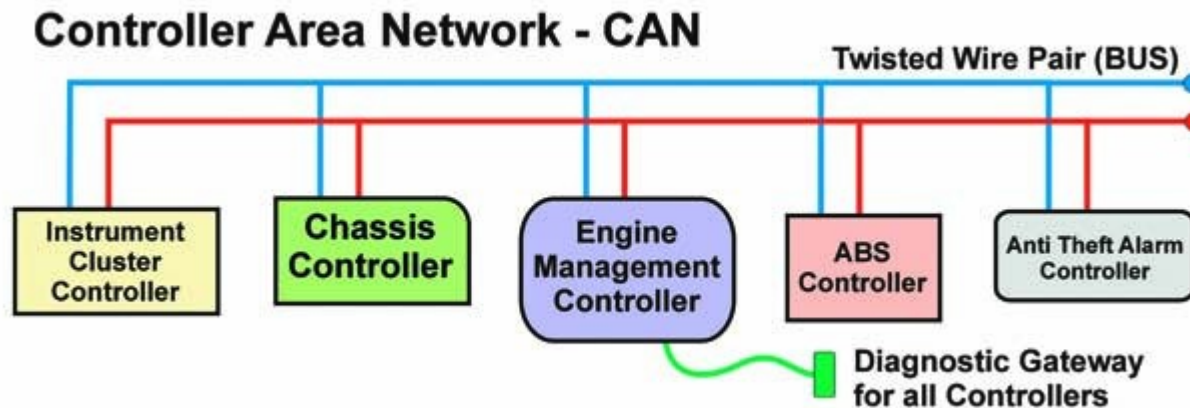 Controller Area Network - CAN
Twisted Wire Pair (BUS)
Instrument
Cluster
Controller
Chassis
Controller
Engine
Management
Controller
ABS
Controller
Anti Theft Alarm
Controller
Diagnostic Gateway
for all Controllers